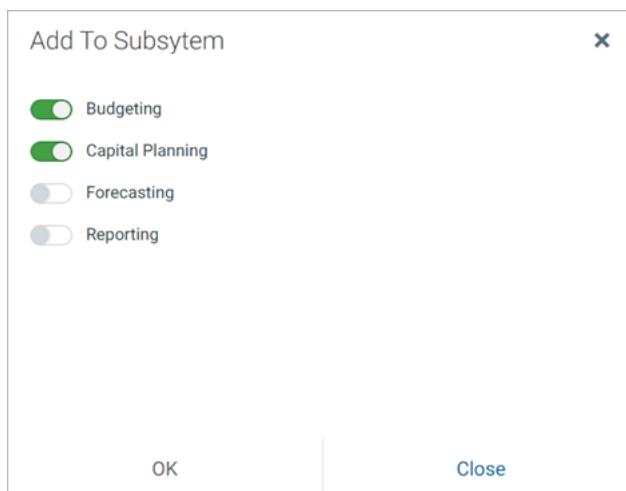 Add To Subsytem
Budgeting
Capital Planning
Forecasting
Reporting
OK
Close